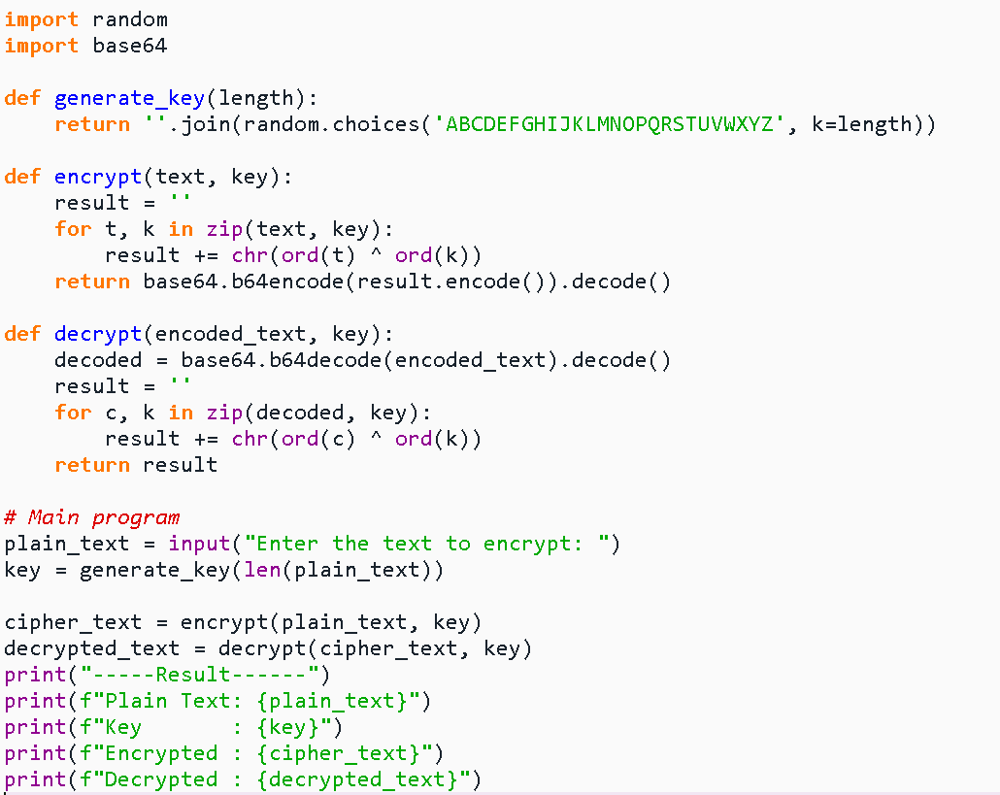 import random
import base64

def generate_key(length):
    return ''.join(random.choices('ABCDEFGHIJKLMNOPQRSTUVWXYZ', k=length))

def encrypt(text, key):
    result = ''
    for t, k in zip(text, key):
        result += chr(ord(t) ^ ord(k))
    return base64.b64encode(result.encode()).decode()

def decrypt(encoded_text, key):
    decoded = base64.b64decode(encoded_text).decode()
    result = ''
    for c, k in zip(decoded, key):
        result += chr(ord(c) ^ ord(k))
    return result

# Main program
plain_text = input("Enter the text to encrypt: ")
key = generate_key(len(plain_text))

cipher_text = encrypt(plain_text, key)
decrypted_text = decrypt(cipher_text, key)
print("-----Result------")
print(f"Plain Text: {plain_text}")
print(f"Key       : {key}")
print(f"Encrypted : {cipher_text}")
print(f"Decrypted : {decrypted_text}")